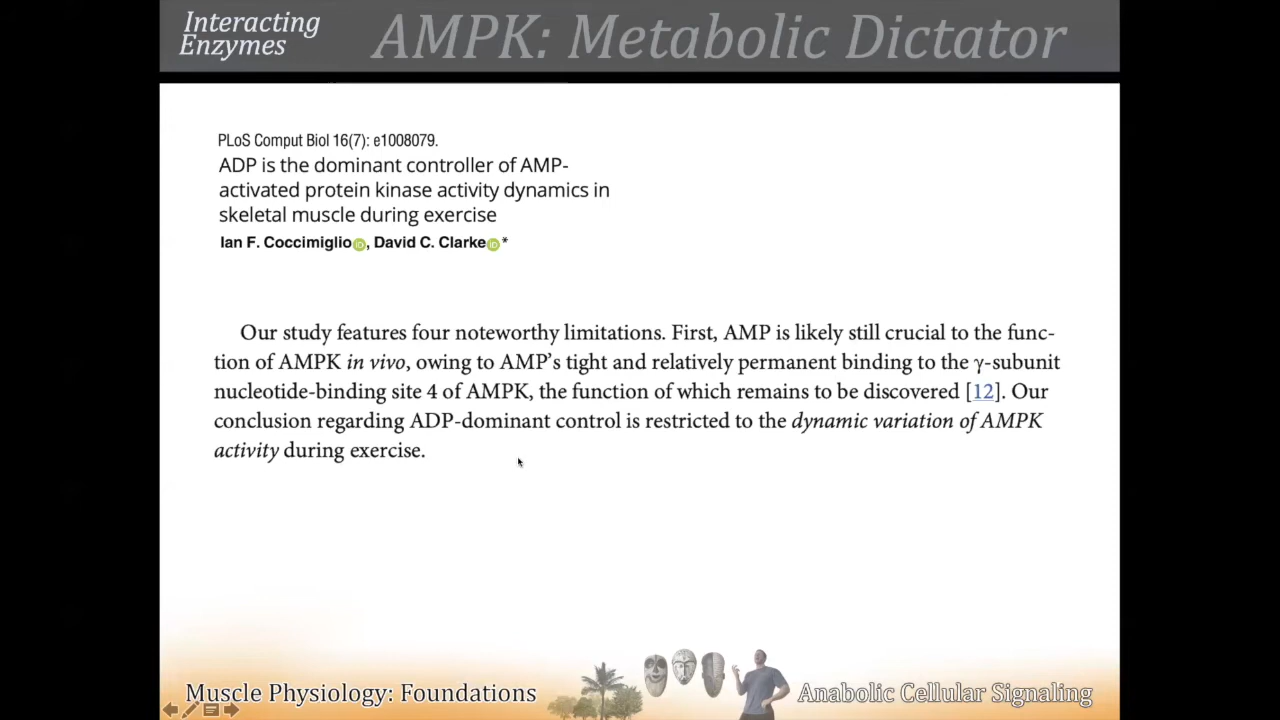 Interacting
Enzymes
AMPK: Metabolic Dictator
PLoS Comput Biol 16(7): e1008079.
ADP is the dominant controller of AMP-
activated protein kinase activity dynamics in
skeletal muscle during exercise
Ian F. Coccimiglio iD, David C. Clarke iD *
Our study features four noteworthy limitations. First, AMP is likely still crucial to the func-
tion of AMPK in vivo, owing to AMP's tight and relatively permanent binding to the γ-subunit
nucleotide-binding site 4 of AMPK, the function of which remains to be discovered [12]. Our
conclusion regarding ADP-dominant control is restricted to the dynamic variation of AMPK
activity during exercise.
Muscle Physiology: Foundations
Anabolic Cellular Signaling